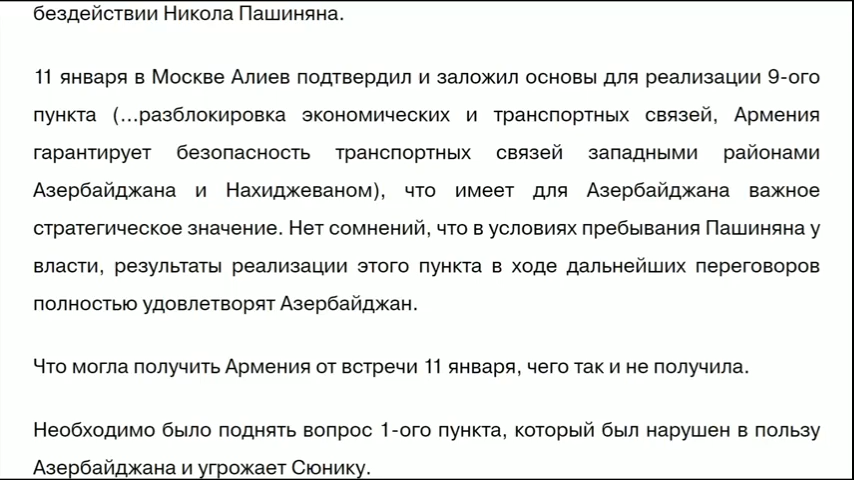 бездействии Никола Пашиняна.
11 января в Москве Алиев подтвердил и заложил основы для реализации 9-ого
пункта (...разблокировка экономических и транспортных связей, Армения
гарантирует безопасность транспортных связей западными районами
Азербайджана и Нахиджеваном), что имеет для Азербайджана важное
стратегическое значение. Нет сомнений, что в условиях пребывания Пашиняна у
власти, результаты реализации этого пункта в ходе дальнейших переговоров
полностью удовлетворят Азербайджан.
Что могла получить Армения от встречи 11 января, чего так и не получила.
Необходимо было поднять вопрос 1-ого пункта, который был нарушен в пользу
Азербайджана и угрожает Сюнику.